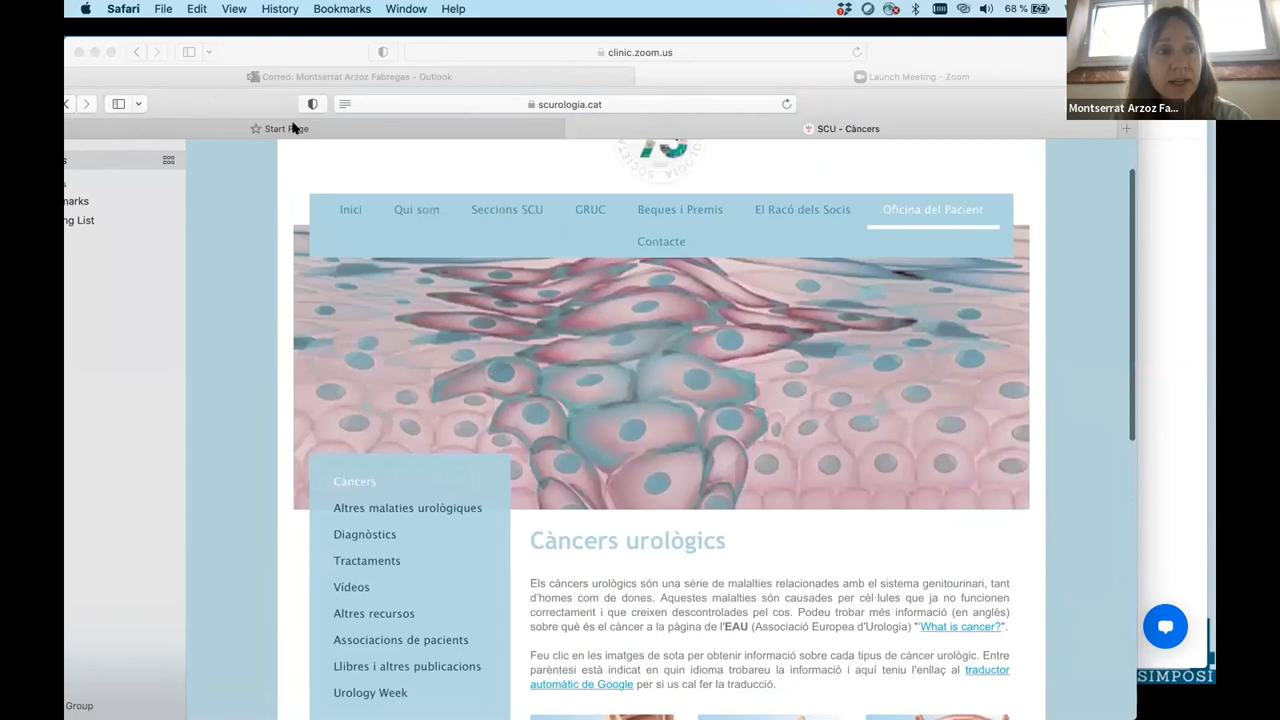 Safari File Edit View History Bookmarks Window Help
68 %
clinic.zoom.us
Correo: Montserrat Arzoz Fabregas - Outlook
Launch Meeting - Zoom
Montserrat Arzoz Fa...
scurologia.cat
Start Page
SCU - Càncers
marks
ng List
Inici Qui som Seccions SCU GRUC Beques i Premis El Racó dels Socis Oficina del Pacient
Contacte
Càncers
Altres malaties urològiques
Diagnòstics
Tractaments
Vídeos
Altres recursos
Associacions de pacients
Llibres i altres publicacions
Urology Week
Càncers urològics
Els càncers urològics són una sèrie de malalties relacionades amb el sistema genitourinari, tant
d'homes com de dones. Aquestes malalties són causades per cèl·lules que ja no funcionen
correctament i que creixen descontrolades pel cos. Podeu trobar més informació (en anglès)
sobre què és el càncer a la pàgina de l'EAU (Associació Europea d'Urologia) "What is cancer?".
Feu clic en les imatges de sota per obtenir informació sobre cada tipus de càncer urològic. Entre
parèntesi està indicat en quin idioma trobareu la informació i aquí teniu l'enllaç al traductor
automàtic de Google per si us cal fer la traducció.
Group
SIMPOSI